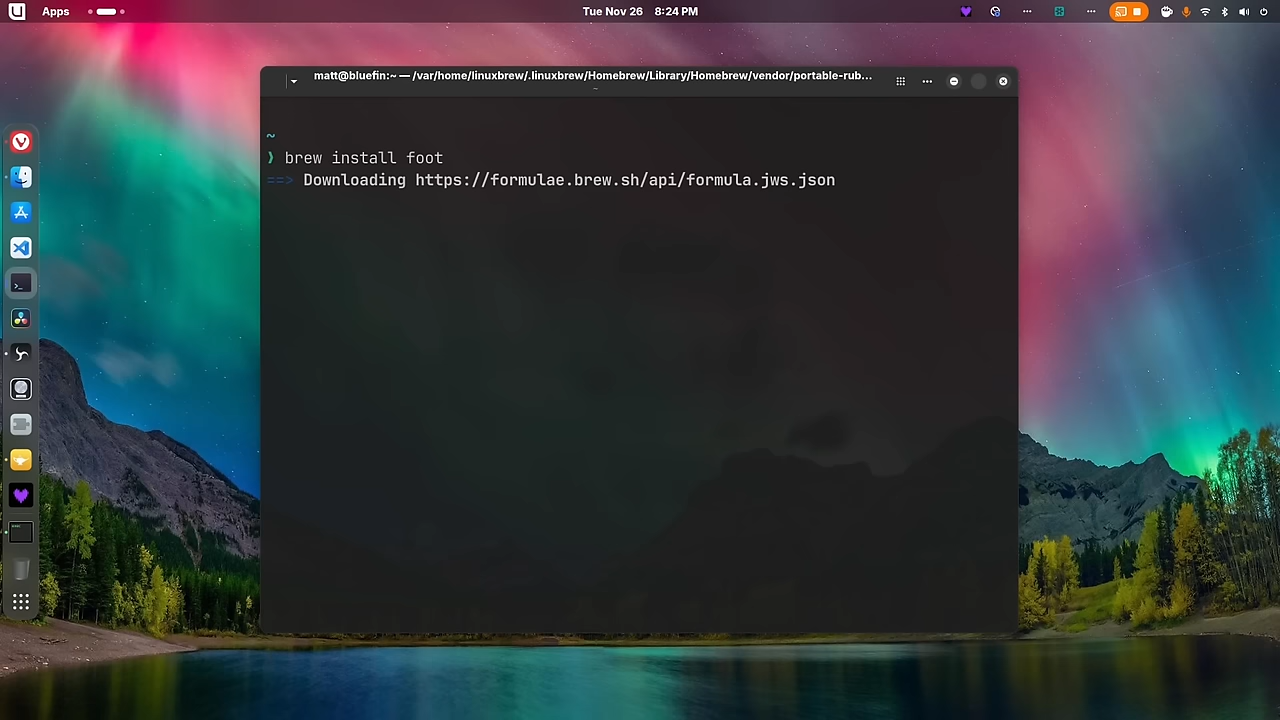 Apps
Tue Nov 26 8:24 PM
matt@bluefin:~ — /var/home/linuxbrew/.linuxbrew/Homebrew/Library/Homebrew/vendor/portable-rub…
~
~
❯ brew install foot
==> Downloading https://formulae.brew.sh/api/formula.jws.json